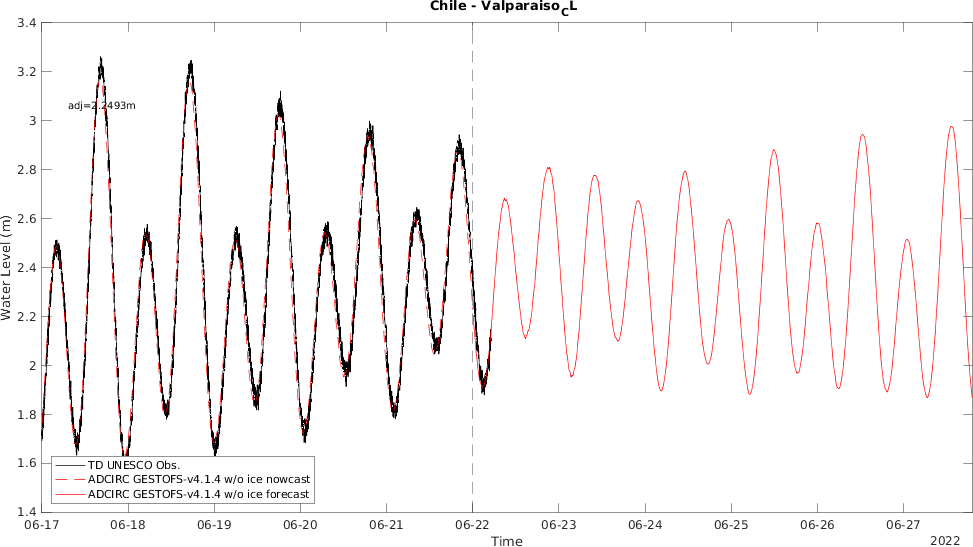 Chile - Valparaiso_CL
3.4
3.2
3
2.8
2.6
2.4
2.2
2
1.8
1.6
1.4
Water Level (m)
adj=2.2493m
TD UNESCO Obs.
ADCIRC GESTOFS-v4.1.4 w/o ice nowcast
ADCIRC GESTOFS-v4.1.4 w/o ice forecast
06-17 06-18 06-19 06-20 06-21 06-22 06-23 06-24 06-25 06-26 06-27
Time
2022